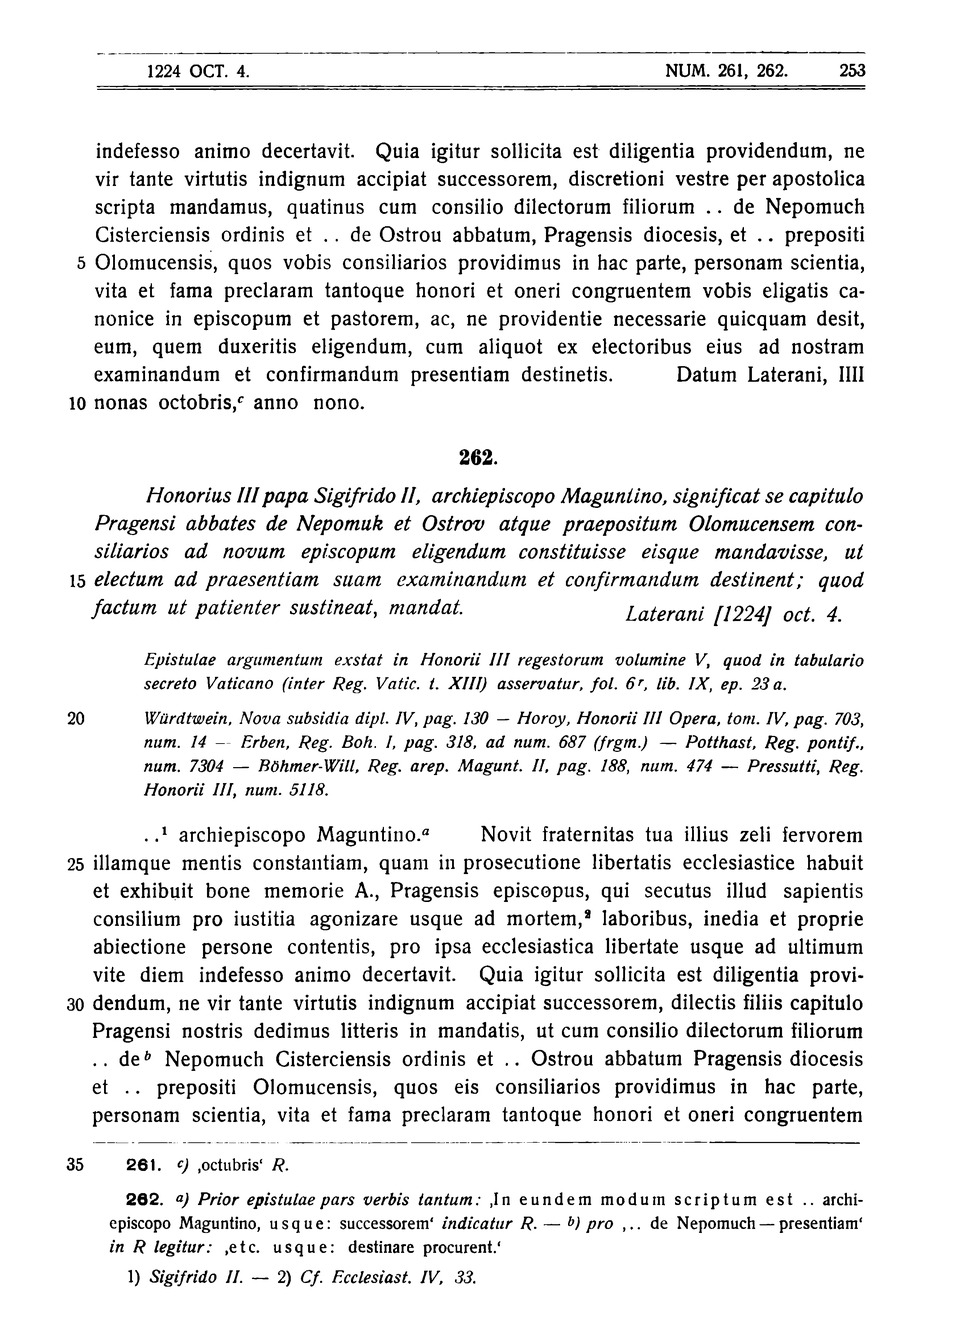 1224 OCT. 4. NUM. 261, 262. 253
indefesso animo decertavit. Quia igitur sollicita est diligentia providendum, ne
vir tante virtutis indignum accipiat successorem, discretioni vestre per apostolica
scripta mandamus, quatinus cum consilio dilectorum filiorum .. de Nepomuch
Cisterciensis ordinis et .. de Ostrou abbatum, Pragensis diocesis, et .. prepositi
5 Olomucensis, quos vobis consiliarios providimus in hac parte, personam scientia,
vita et fama preclaram tantoque honori et oneri congruentem vobis eligatis ca-
nonice in episcopum et pastorem, ac, ne providentie necessarie quicquam desit,
eum, quem duxeritis eligendum, cum aliquot ex electoribus eius ad nostram
examinandum et confirmandum presentiam destinetis. Datum Laterani, IIII
10 nonas octobris,ᶜ anno nono.
262.
Honorius III papa Sigifrido II, archiepiscopo Maguntino, significat se capitulo
Pragensi abbates de Nepomuk et Ostrov atque praepositum Olomucensem con-
siliarios ad novum episcopum eligendum constituisse eisque mandavisse, ut
15 electum ad praesentiam suam examinandum et confirmandum destinent; quod
factum ut patienter sustineat, mandat. Laterani [1224] oct. 4.
Epistulae argumentum exstat in Honorii III regestorum volumine V, quod in tabulario
secreto Vaticano (inter Reg. Vatic. t. XIII) asservatur, fol. 6ʳ, lib. IX, ep. 23 a.
20 Würdtwein, Nova subsidia dipl. IV, pag. 130 — Horoy, Honorii III Opera, tom. IV, pag. 703,
num. 14 — Erben, Reg. Boh. I, pag. 318, ad num. 687 (frgm.) — Potthast, Reg. pontif.,
num. 7304 — Böhmer-Will, Reg. arep. Magunt. II, pag. 188, num. 474 — Pressutti, Reg.
Honorii III, num. 5118.
..¹ archiepiscopo Maguntino.ᵃ Novit fraternitas tua illius zeli fervorem
25 illamque mentis constantiam, quam in prosecutione libertatis ecclesiastice habuit
et exhibuit bone memorie A., Pragensis episcopus, qui secutus illud sapientis
consilium pro iustitia agonizare usque ad mortem,² laboribus, inedia et proprie
abiectione persone contentis, pro ipsa ecclesiastica libertate usque ad ultimum
vite diem indefesso animo decertavit. Quia igitur sollicita est diligentia provi-
30 dendum, ne vir tante virtutis indignum accipiat successorem, dilectis filiis capitulo
Pragensi nostris dedimus litteris in mandatis, ut cum consilio dilectorum filiorum
.. deᵇ Nepomuch Cisterciensis ordinis et .. Ostrou abbatum Pragensis diocesis
et .. prepositi Olomucensis, quos eis consiliarios providimus in hac parte,
personam scientia, vita et fama preclaram tantoque honori et oneri congruentem
35 261. ᶜ) ‚octubris‘ R.
262. ᵃ) Prior epistulae pars verbis tantum: ‚In eundem modum scriptum est .. archi-
episcopo Maguntino, usque: successorem‘ indicatur R. — ᵇ) pro ‚.. de Nepomuch — presentiam‘
in R legitur: ‚etc. usque: destinare procurent.‘
1) Sigifrido II. — 2) Cf. Ecclesiast. IV, 33.